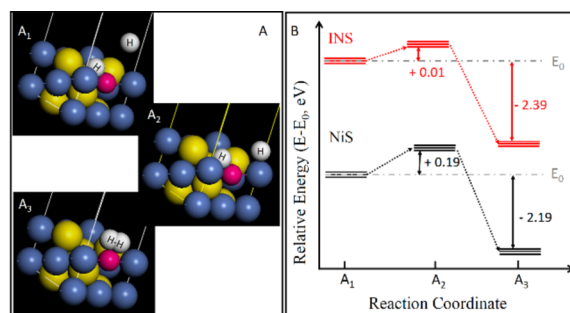 A
A₁
H
H
A₂
H
H
A₃
H-H
B
Relative Energy (E-E₀, eV)
INS
E₀
+ 0.01
- 2.39
NiS
+ 0.19
E₀
- 2.19
A₁
A₂
A₃
Reaction Coordinate